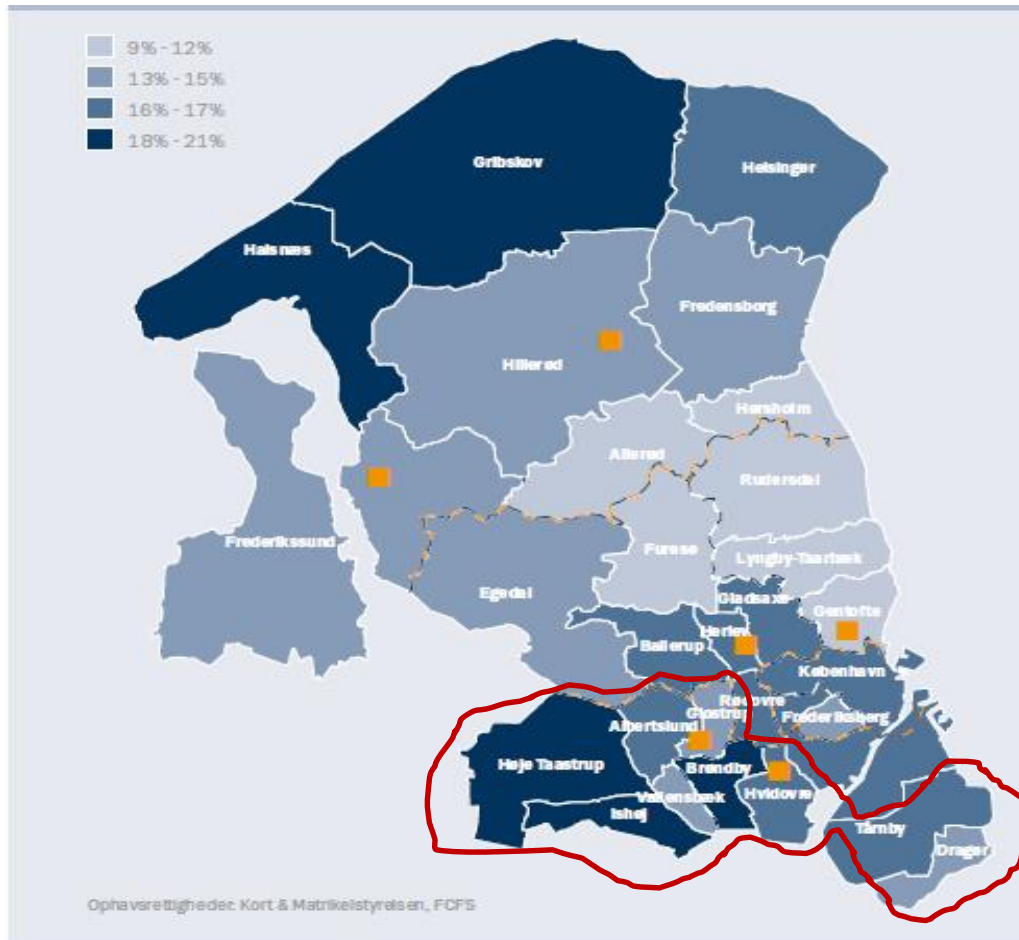 9% - 12%
13% - 15%
16% - 17%
18% - 21%
Gribskov
Helsingør
Halsnæs
Fredensborg
Hillerød
Hørsholm
Allerød
Rudersdal
Frederikssund
Furesø
Lyngby-Taarbæk
Egedal
Gladsaxe
Gentofte
Herlev
Ballerup
København
Rødovre
Glostrup
Frederiksberg
Albertslund
Høje Taastrup
Brøndby
Vallensbæk
Hvidovre
Ishøj
Tårnby
Dragør
Ophavsrettigheder: Kort & Matrikelstyrelsen, FCFS